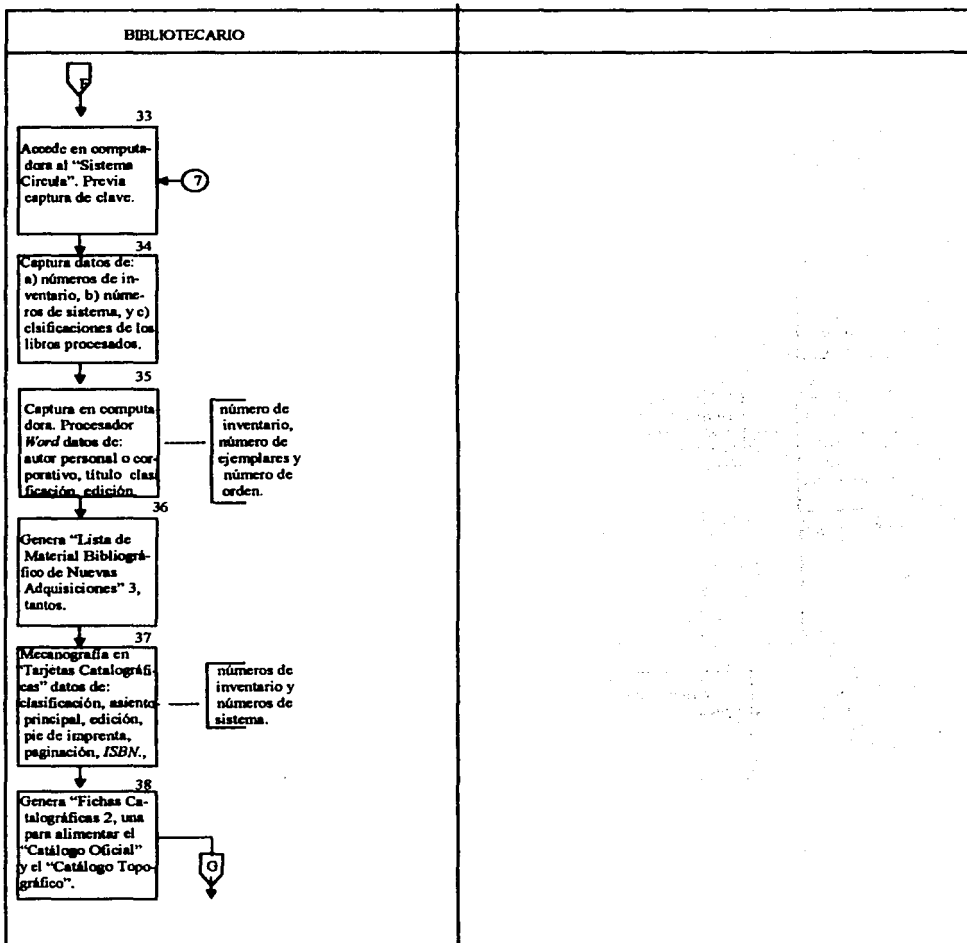 BIBLIOTECARIO
F
33
Accede en computa-
dora al “Sistema
Circula”. Previa
captura de clave.
7
34
Captura datos de:
a) números de in-
ventario, b) núme-
ros de sistema, y c)
clsificaciones de los
libros procesados.
35
Captura en computa
dora. Procesador
Word datos de:
autor personal o cor-
porativo, título clas
ficación, edición,
número de
inventario,
número de
ejemplares y
número de
orden.
36
Genera “Lista de
Material Bibliográ-
fico de Nuevas
Adquisiciones” 3,
tantos.
37
Mecanografía en
“Tarjetas Catalográfi-
cas” datos de:
clasificación, asiento
principal, edición,
pie de imprenta,
paginación, ISBN.,
números de
inventario y
números de
sistema.
38
Genera “Fichas Ca-
talográficas 2, una
para alimentar el
“Catálogo Oficial”
y el “Catálogo Topo-
gráfico”.
G